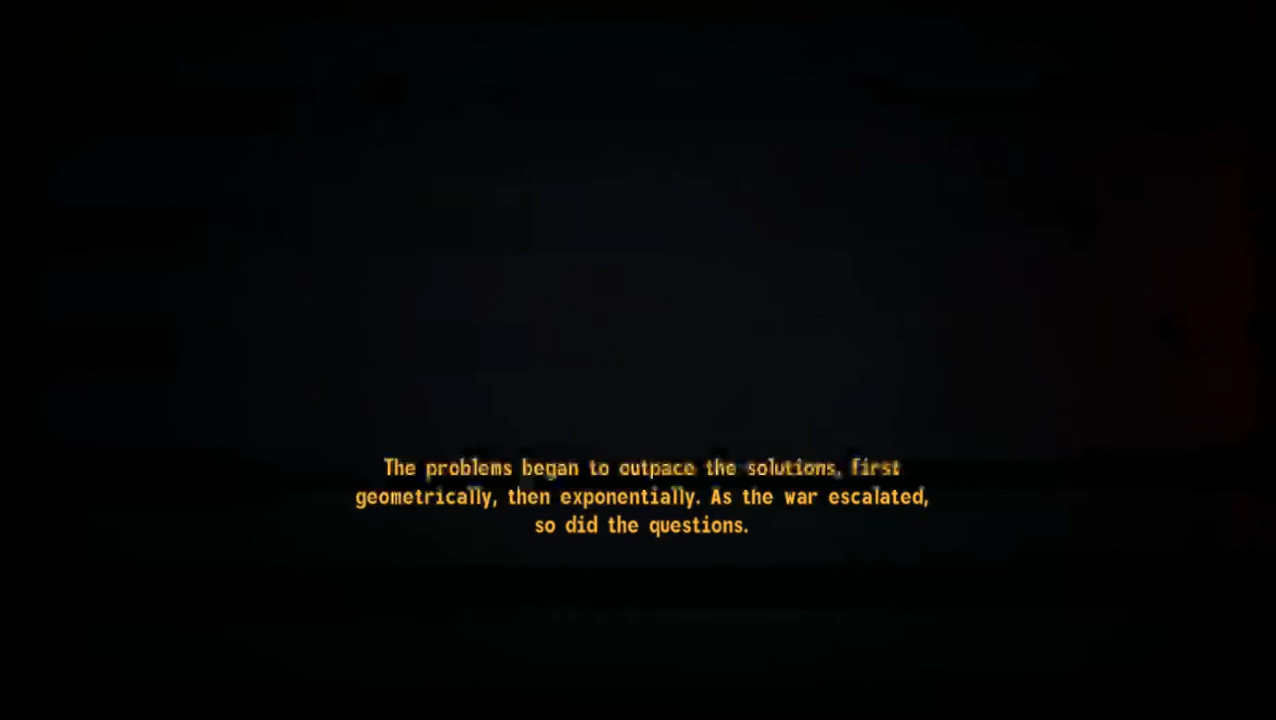 The problems began to outpace the solutions, first
geometrically, then exponentially. As the war escalated,
so did the questions.